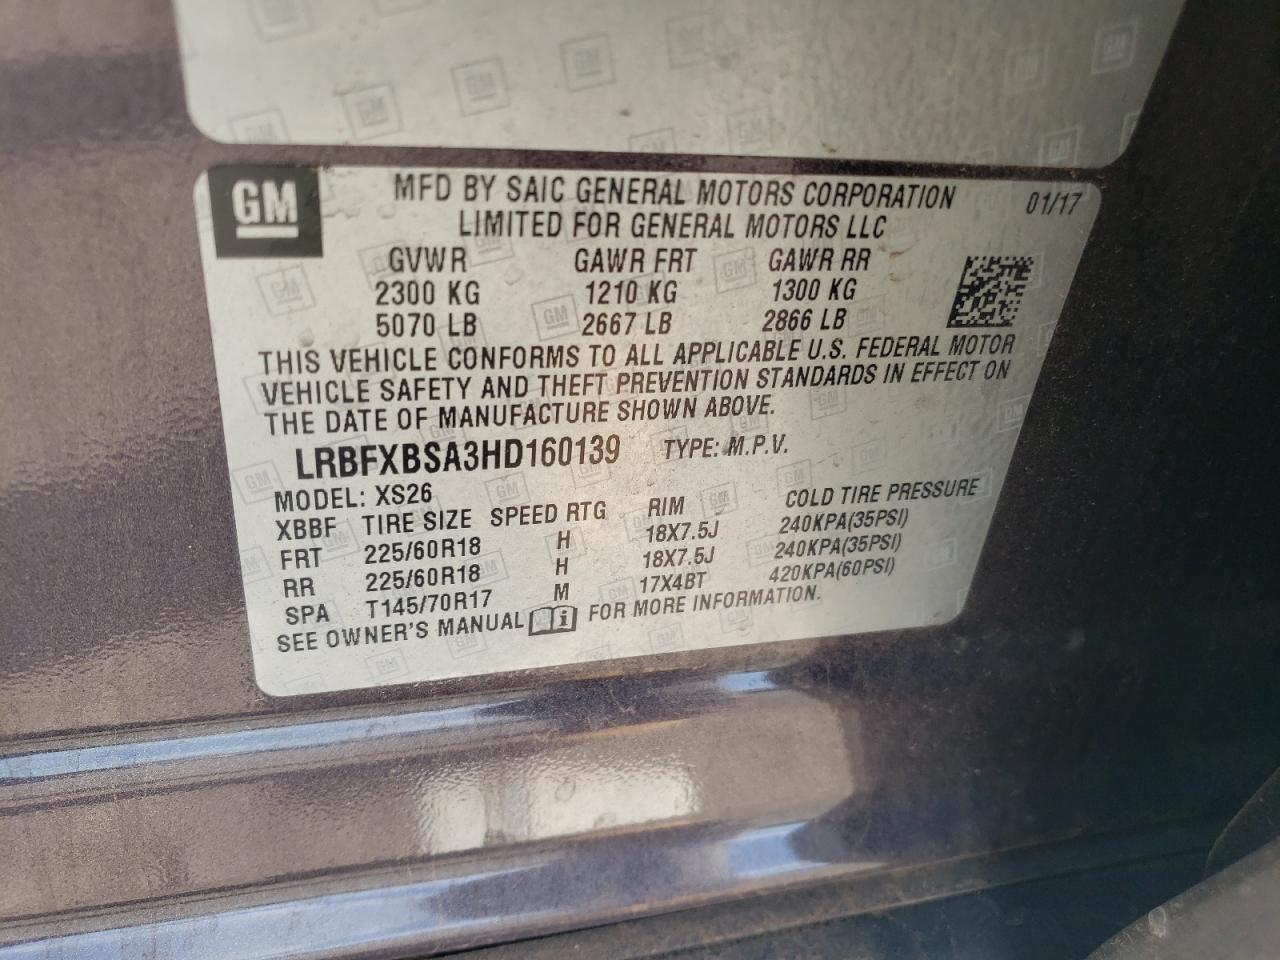 GM
MFD BY SAIC GENERAL MOTORS CORPORATION
LIMITED FOR GENERAL MOTORS LLC
01/17
GVWR GAWR FRT GAWR RR
2300 KG 1210 KG 1300 KG
5070 LB 2667 LB 2866 LB
THIS VEHICLE CONFORMS TO ALL APPLICABLE U.S. FEDERAL MOTOR
VEHICLE SAFETY AND THEFT PREVENTION STANDARDS IN EFFECT ON
THE DATE OF MANUFACTURE SHOWN ABOVE.
LRBFXBSA3HD160139 TYPE: M.P.V.
MODEL: XS26
XBBF TIRE SIZE SPEED RTG RIM COLD TIRE PRESSURE
FRT 225/60R18 H 18X7.5J 240KPA(35PSI)
RR 225/60R18 H 18X7.5J 240KPA(35PSI)
SPA T145/70R17 M 17X4BT 420KPA(60PSI)
SEE OWNER'S MANUAL i FOR MORE INFORMATION.